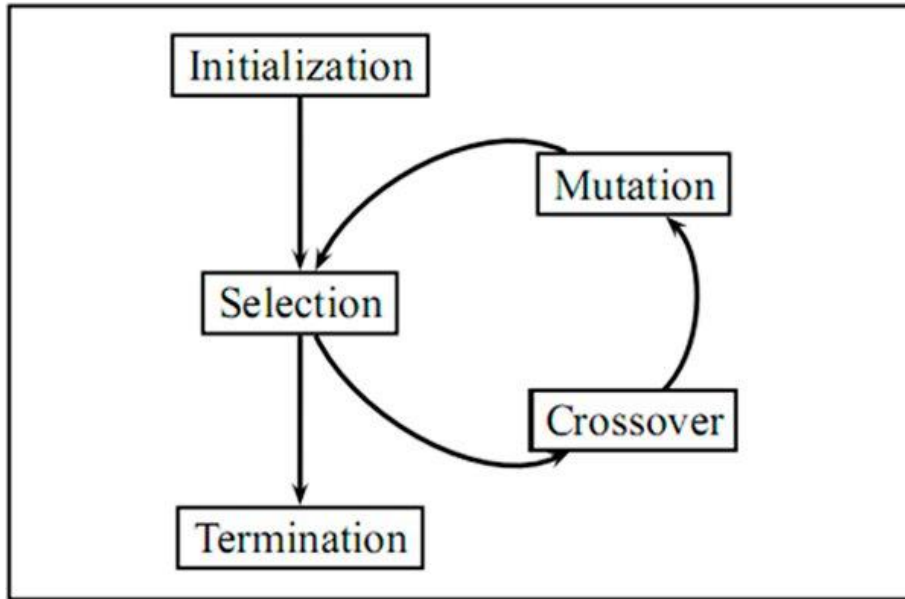 Initialization
Mutation
Selection
Crossover
Termination